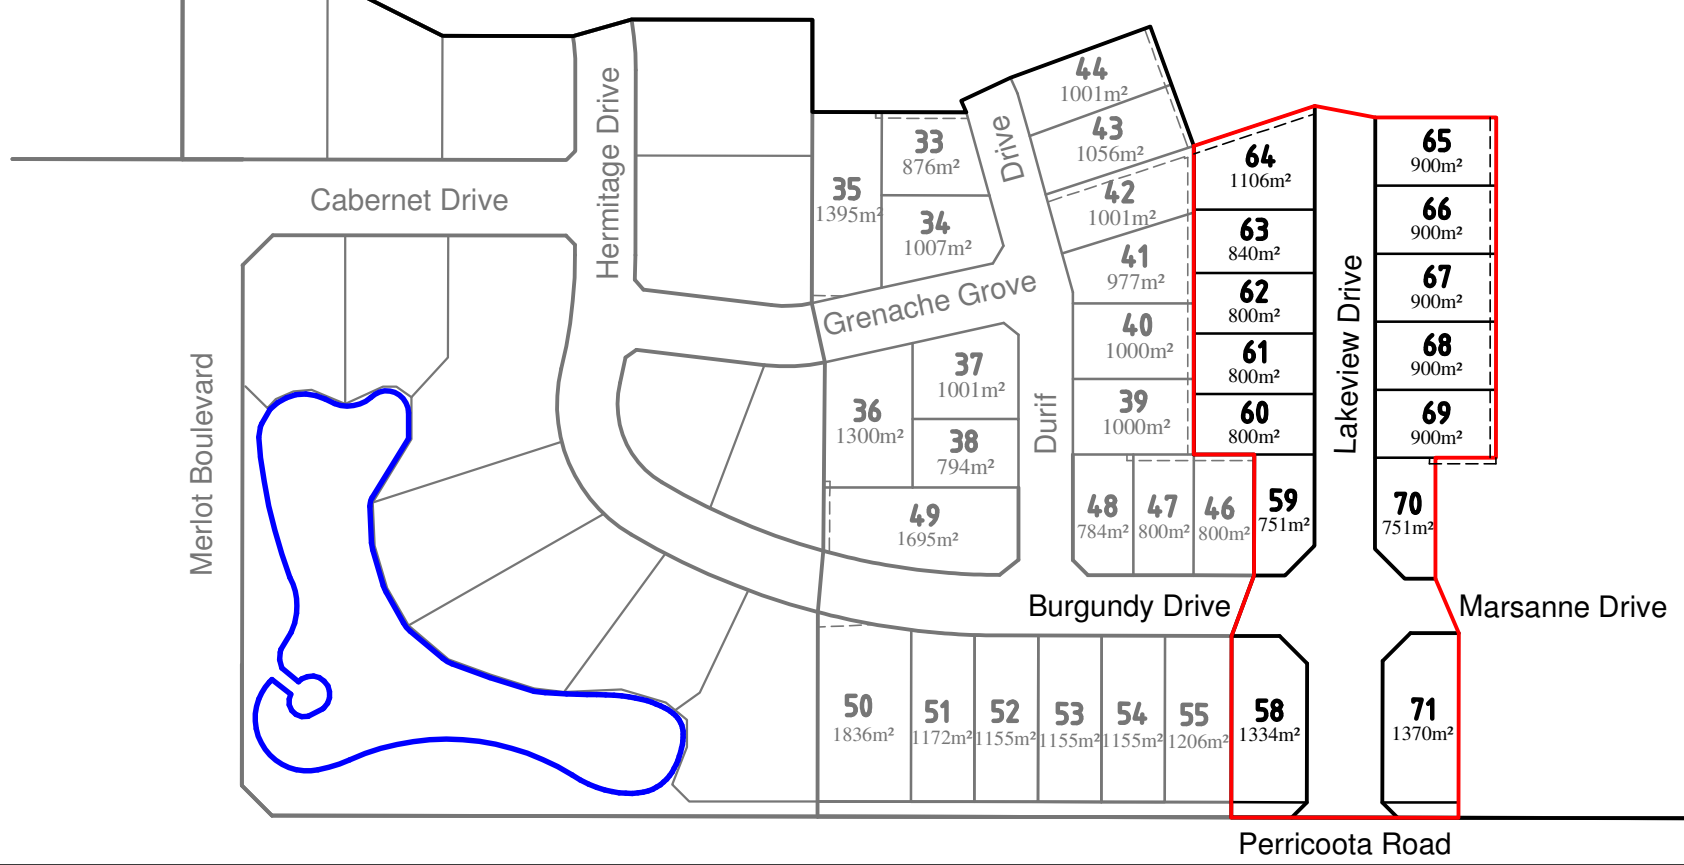 44
1001m²
43
1056m²
42
1001m²
41
977m²
40
1000m²
39
1000m²
33
876m²
34
1007m²
35
1395m²
36
1300m²
37
1001m²
38
794m²
49
1695m²
48
784m²
47
800m²
46
800m²
64
1106m²
63
840m²
62
800m²
61
800m²
60
800m²
59
751m²
65
900m²
66
900m²
67
900m²
68
900m²
69
900m²
70
751m²
50
1836m²
51
1172m²
52
1155m²
53
1155m²
54
1155m²
55
1206m²
58
1334m²
71
1370m²
Cabernet Drive
Hermitage Drive
Merlot Boulevard
Grenache Grove
Durif Drive
Lakeview Drive
Burgundy Drive
Marsanne Drive
Perricoota Road